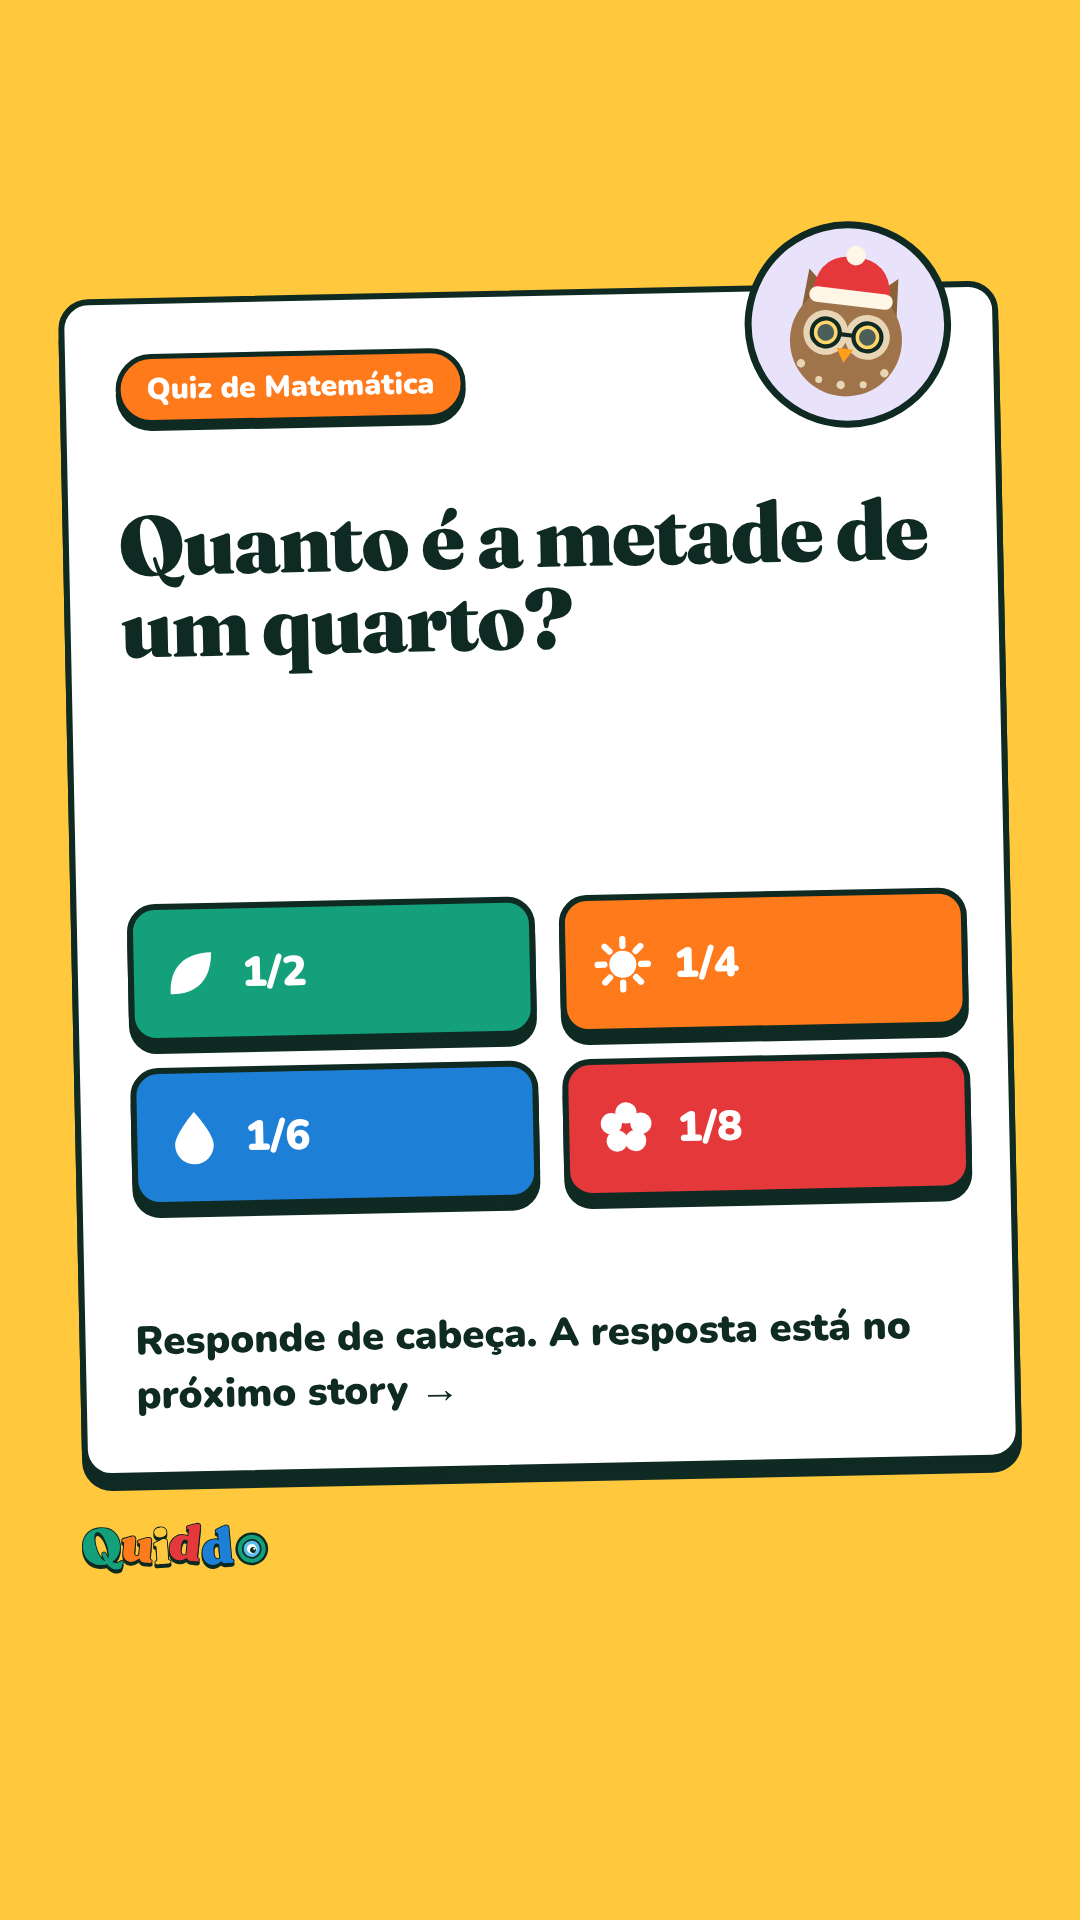 Quiz de Matemática
Quanto é a metade de
um quarto?
1/2
1/4
1/6
1/8
Responde de cabeça. A resposta está no
próximo story →
Quiddo